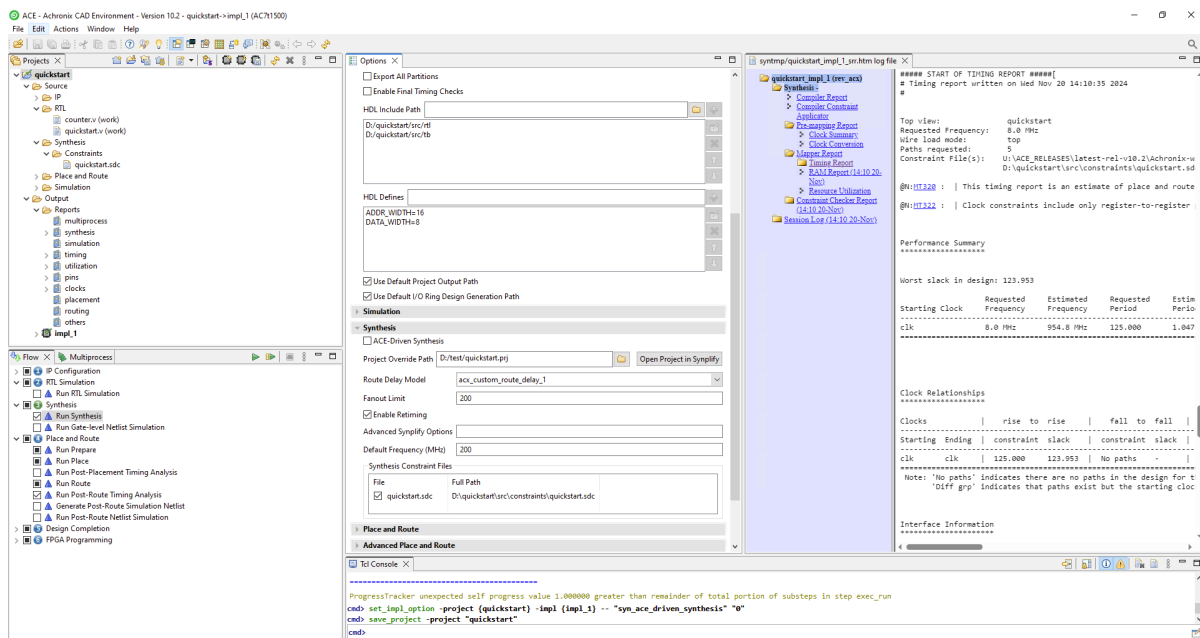 ACE - Achronix CAD Environment - Version 10.2 - quickstart->impl_1 (AC7t1500)
File Edit Actions Window Help
Projects
quickstart
Source
IP
RTL
counter.v (work)
quickstart.v (work)
Synthesis
Constraints
quickstart.sdc
Place and Route
Simulation
Output
Reports
multiprocess
synthesis
simulation
timing
utilization
pins
clocks
placement
routing
others
impl_1
Flow
Multiprocess
IP Configuration
RTL Simulation
Run RTL Simulation
Synthesis
Run Synthesis
Run Gate-level Netlist Simulation
Place and Route
Run Prepare
Run Place
Run Post-Placement Timing Analysis
Run Route
Run Post-Route Timing Analysis
Generate Post-Route Simulation Netlist
Run Post-Route Netlist Simulation
Design Completion
FPGA Programming
Options
Export All Partitions
Enable Final Timing Checks
HDL Include Path
D:/quickstart/src/rtl
D:/quickstart/src/tb
HDL Defines
ADDR_WIDTH=16
DATA_WIDTH=8
Use Default Project Output Path
Use Default I/O Ring Design Generation Path
Simulation
Synthesis
ACE-Driven Synthesis
Project Override Path D:/test/quickstart.prj Open Project in Synplify
Route Delay Model acx_custom_route_delay_1
Fanout Limit 200
Enable Retiming
Advanced Synplify Options
Default Frequency (MHz) 200
Synthesis Constraint Files
File Full Path
quickstart.sdc D:\quickstart\src\constraints\quickstart.sdc
Place and Route
Advanced Place and Route
syntmp/quickstart_impl_1_srr.htm log file
quickstart_impl_1 (rev_acx)
Synthesis -
Compiler Report
Compiler Constraint
Applicator
Pre-mapping Report
Clock Summary
Clock Conversion
Mapper Report
Timing Report
RAM Report (14:10 20-
Nov)
Resource Utilization
Constraint Checker Report
(14:10 20-Nov)
Session Log (14:10 20-Nov)
##### START OF TIMING REPORT #####[
# Timing report written on Wed Nov 20 14:10:35 2024
#
Top view: quickstart
Requested Frequency: 8.0 MHz
Wire load mode: top
Paths requested: 5
Constraint File(s): U:\ACE_RELEASES\latest-rel-v10.2\Achronix-w
D:\quickstart\src\constraints\quickstart.sd
@N:MT320 : | This timing report is an estimate of place and route
@N:MT322 : | Clock constraints include only register-to-register
Performance Summary
*******************
Worst slack in design: 123.953
Requested Estimated Requested Estim
Starting Clock Frequency Frequency Period Perio
clk 8.0 MHz 954.8 MHz 125.000 1.047
Clock Relationships
*******************
Clocks | rise to rise | fall to fall |
Starting Ending | constraint slack | constraint slack |
clk clk | 125.000 123.953 | No paths - |
Note: 'No paths' indicates there are no paths in the design for t
'Diff grp' indicates that paths exist but the starting cloc
Interface Information
*********************
Tcl Console
ProgressTracker unexpected self progress value 1.000000 greater than remainder of total portion of substeps in step exec_run
cmd> set_impl_option -project {quickstart} -impl {impl_1} -- "syn_ace_driven_synthesis" "0"
cmd> save_project -project "quickstart"
cmd>